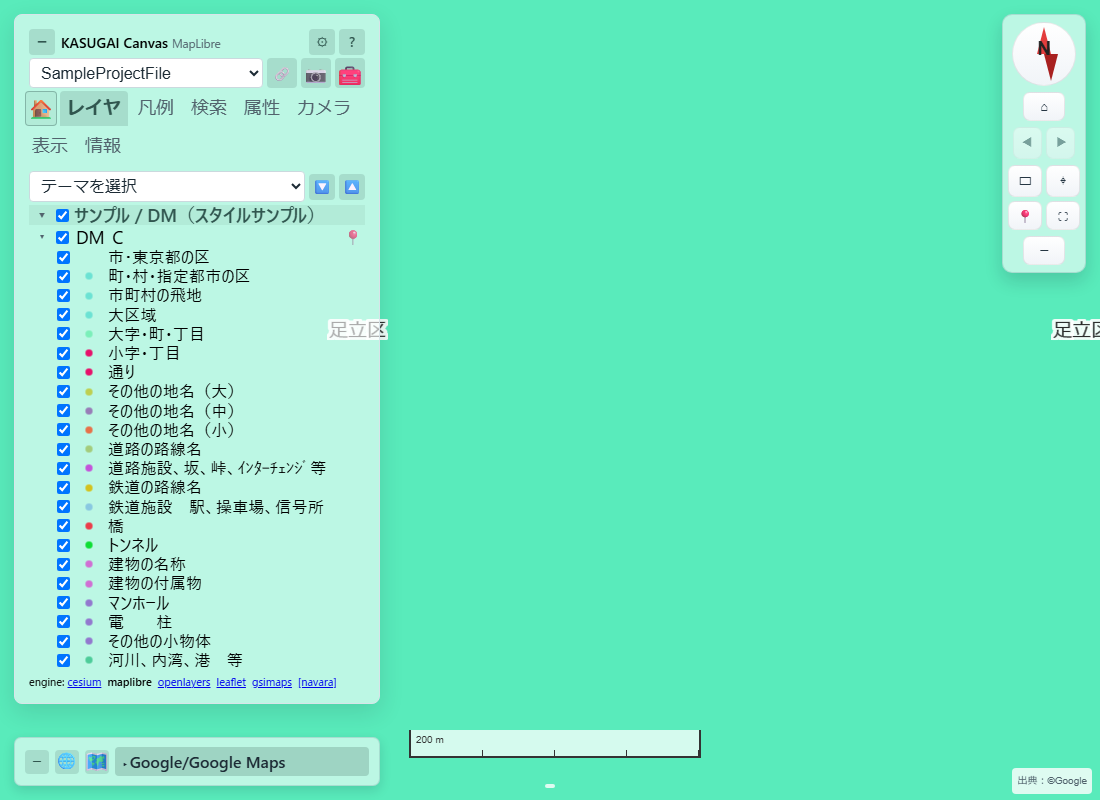 − KASUGAI Canvas MapLibre ⚙ ?
SampleProjectFile
レイヤ 凡例 検索 属性 カメラ
表示 情報
テーマを選択
サンプル / DM（スタイルサンプル）
DM C
市・東京都の区
町・村・指定都市の区
市町村の飛地
大区域
大字・町・丁目
小字・丁目
通り
その他の地名（大）
その他の地名（中）
その他の地名（小）
道路の路線名
道路施設、坂、峠、ｲﾝﾀｰﾁｪﾝｼﾞ等
鉄道の路線名
鉄道施設　駅、操車場、信号所
橋
トンネル
建物の名称
建物の付属物
マンホール
電　　柱
その他の小物体
河川、内湾、港　等
engine: cesium maplibre openlayers leaflet gsimaps [navara]
Google/Google Maps
足立区
足立区
N
200 m
出典：©Google